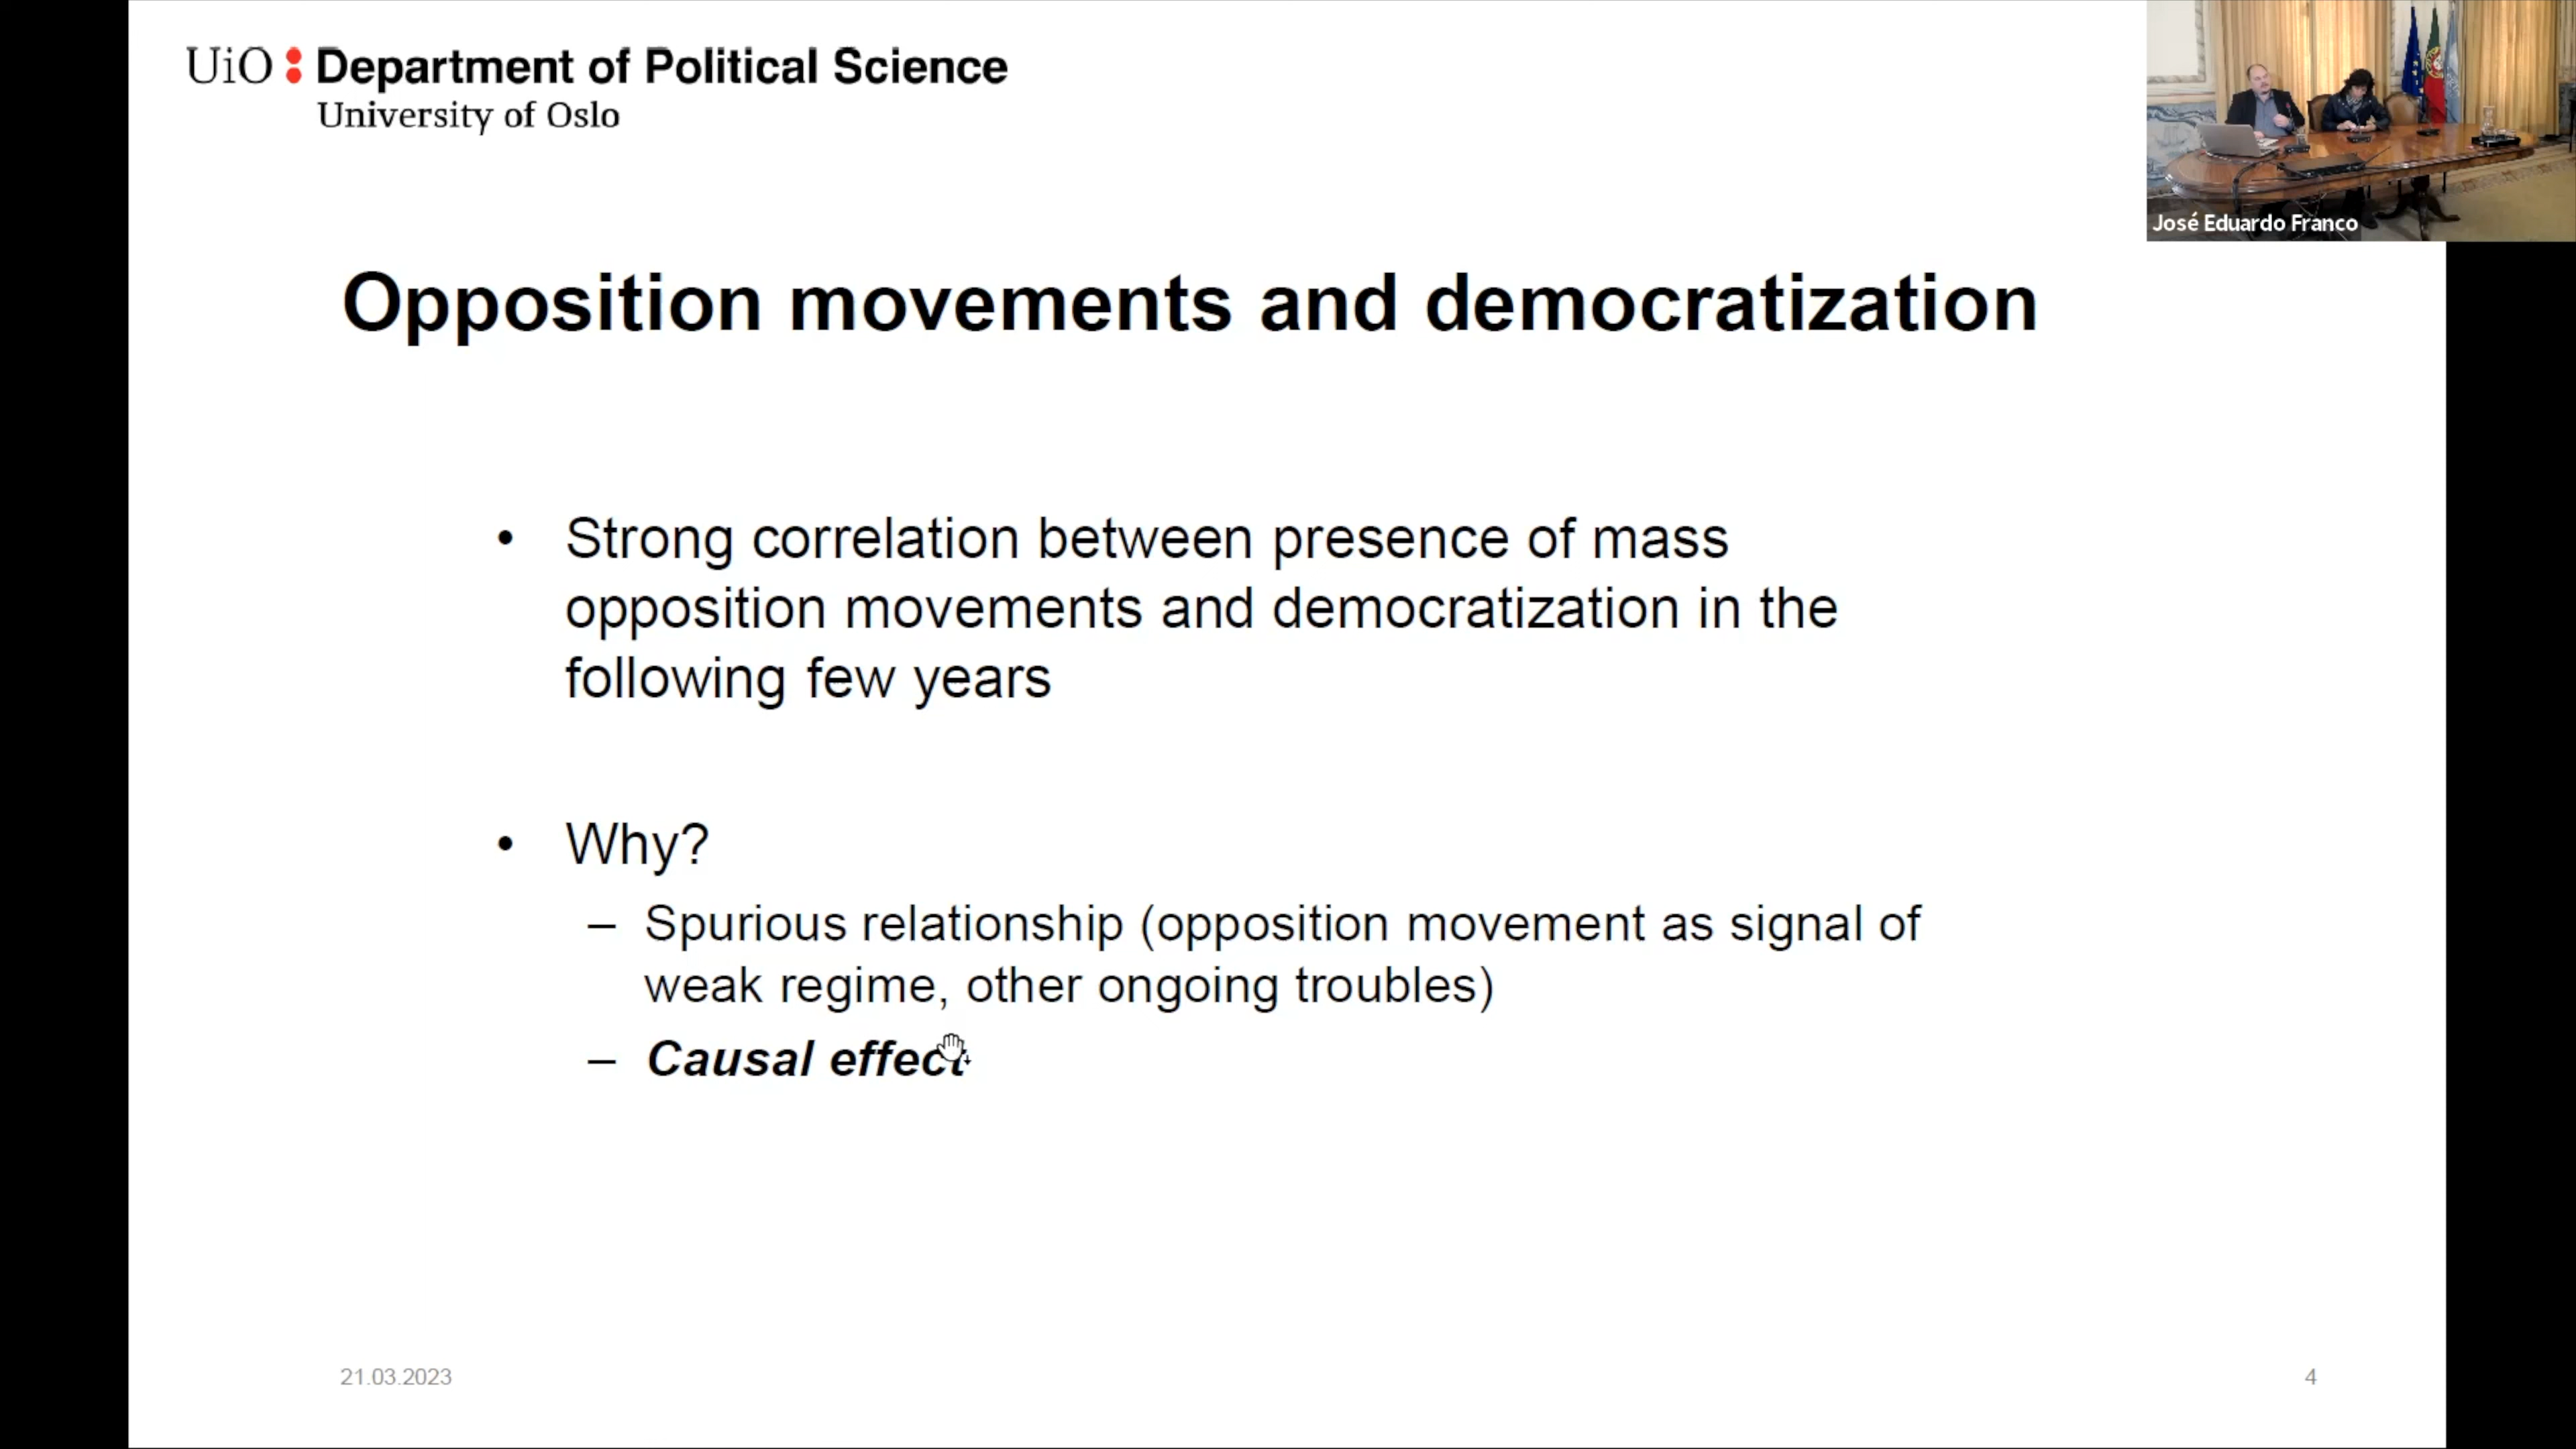 UiO : Department of Political Science
University of Oslo
José Eduardo Franco
Opposition movements and democratization
• Strong correlation between presence of mass
opposition movements and democratization in the
following few years
• Why?
– Spurious relationship (opposition movement as signal of
weak regime, other ongoing troubles)
– Causal effect
21.03.2023
4